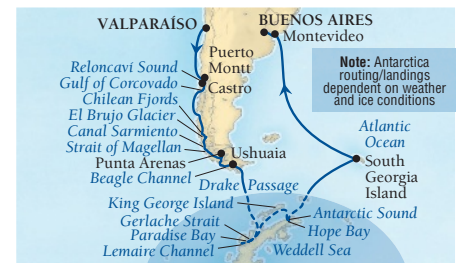 VALPARAÍSO
BUENOS AIRES
Montevideo
Puerto
Montt
Note: Antarctica
routing/landings
dependent on weather
and ice conditions
Reloncaví Sound
Gulf of Corcovado
Castro
Chilean Fjords
El Brujo Glacier
Canal Sarmiento
Strait of Magellan
Atlantic
Ocean
Punta Arenas
Ushuaia
South
Georgia
Island
Beagle Channel
Drake Passage
King George Island
Antarctic Sound
Gerlache Strait
Hope Bay
Paradise Bay
Lemaire Channel
Weddell Sea